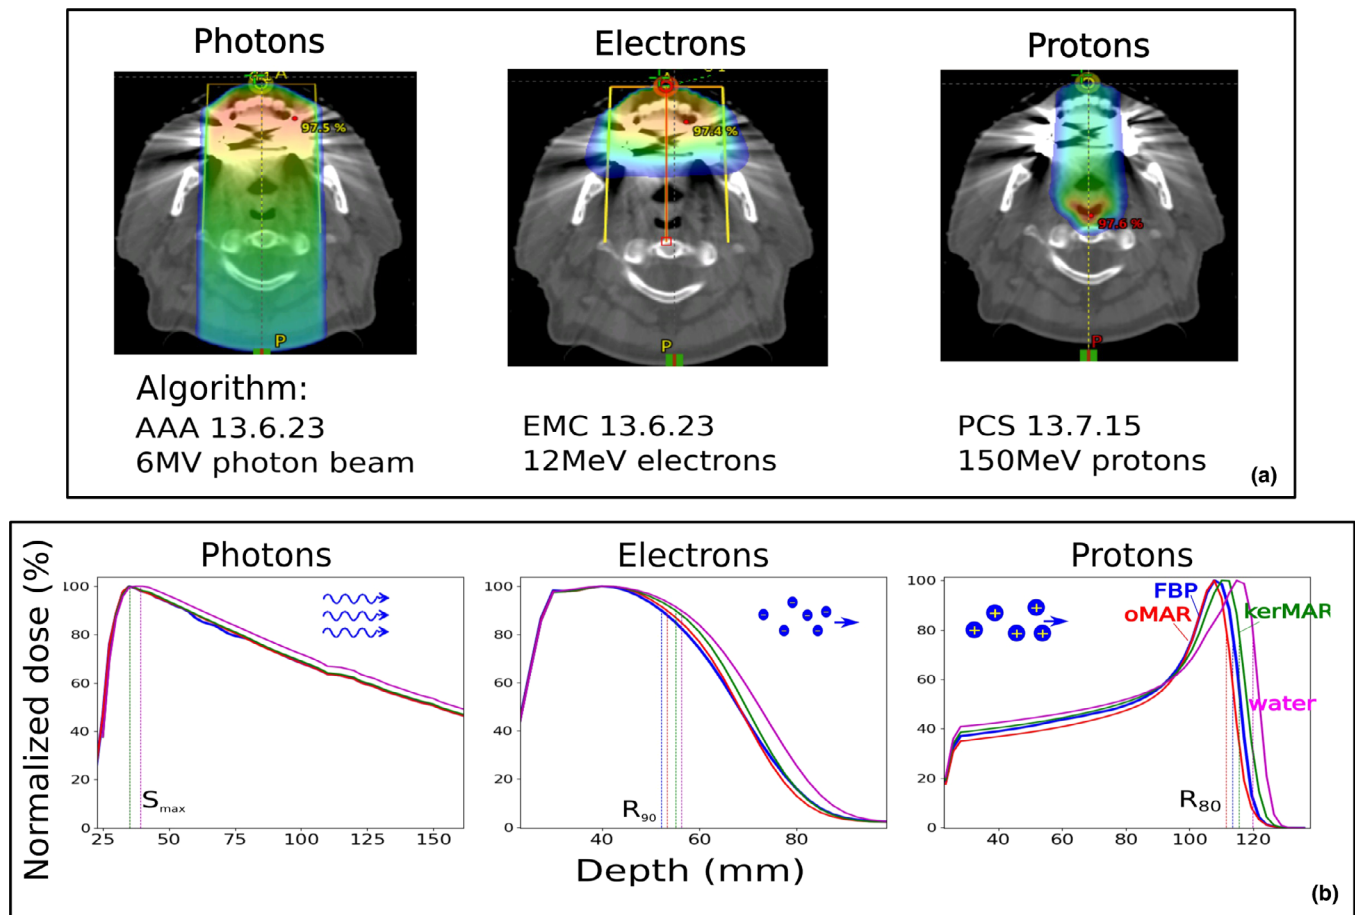 Photons Electrons Protons
97.5 % 97.4 % 97.6 %
P P P
Algorithm:
AAA 13.6.23 EMC 13.6.23 PCS 13.7.15
6MV photon beam 12MeV electrons 150MeV protons
(a)
Normalized dose (%)
Photons Electrons Protons
100
80
60
40
20
0
25 50 75 100 125 150
Smax
100
80
60
40
20
0
40 60 80
R90
100
80
60
40
20
0
40 60 80 100 120
FBP
oMAR kerMAR
water
R80
Depth (mm)
(b)